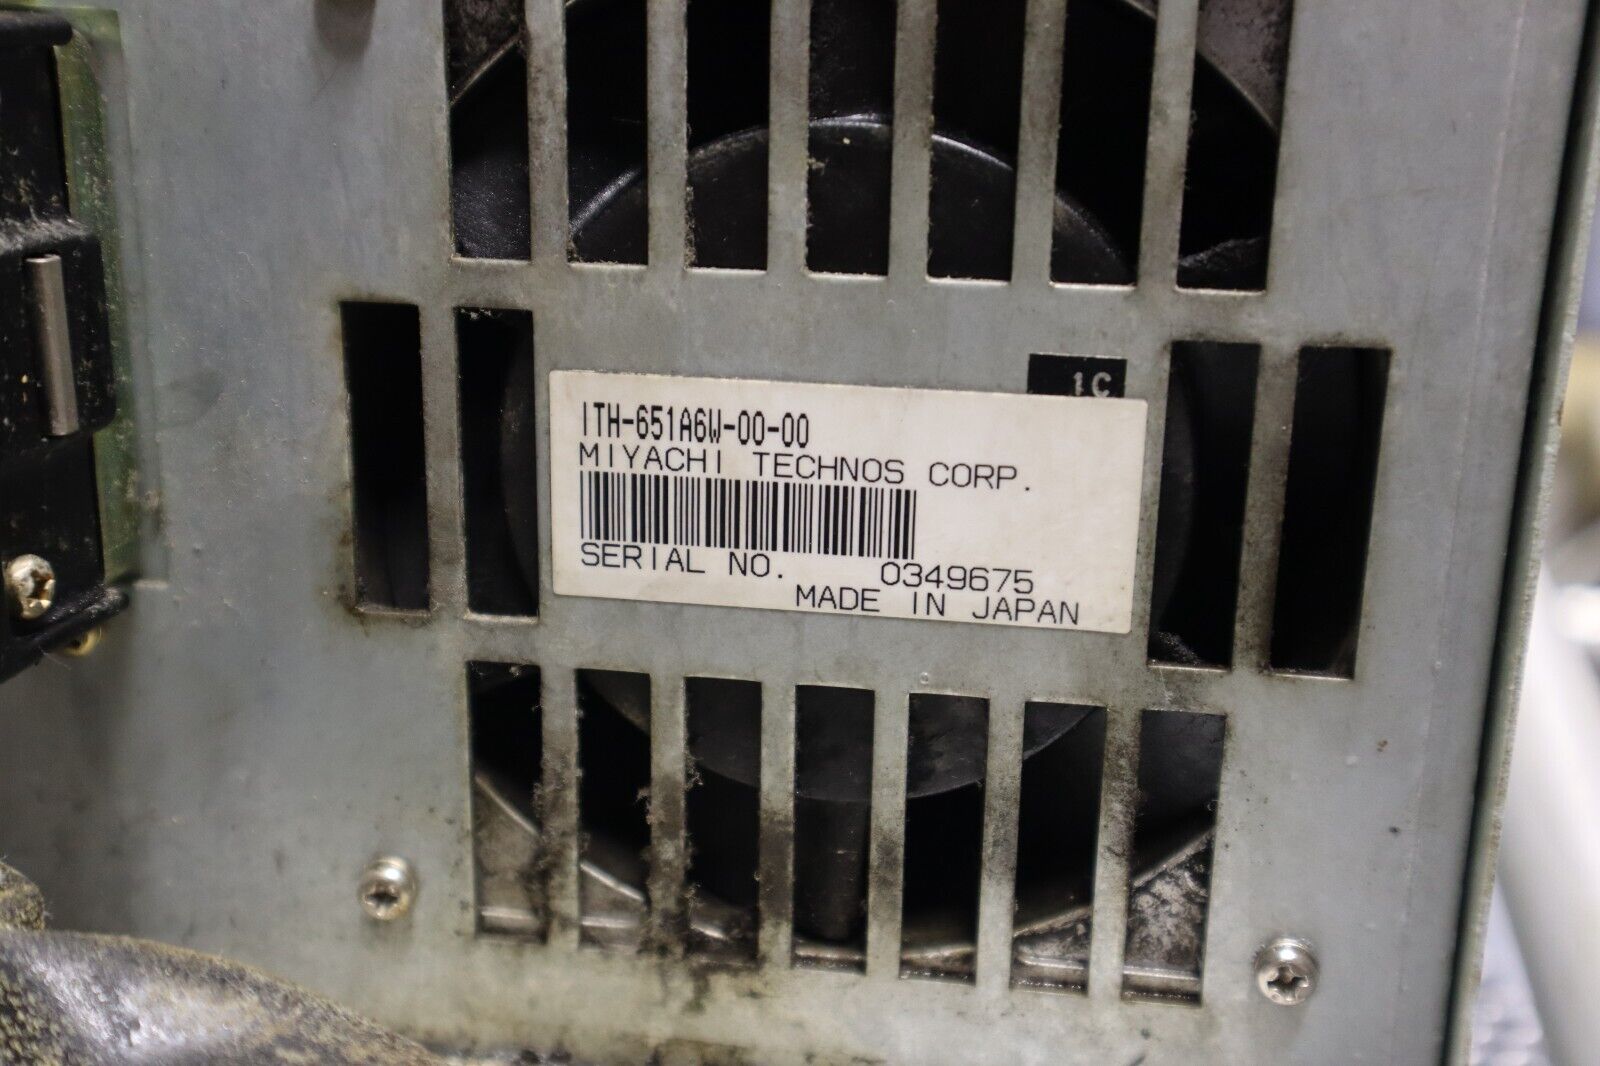 1C
ITH-651A6W-00-00
MIYACHI TECHNOS CORP.
SERIAL NO. 0349675
MADE IN JAPAN